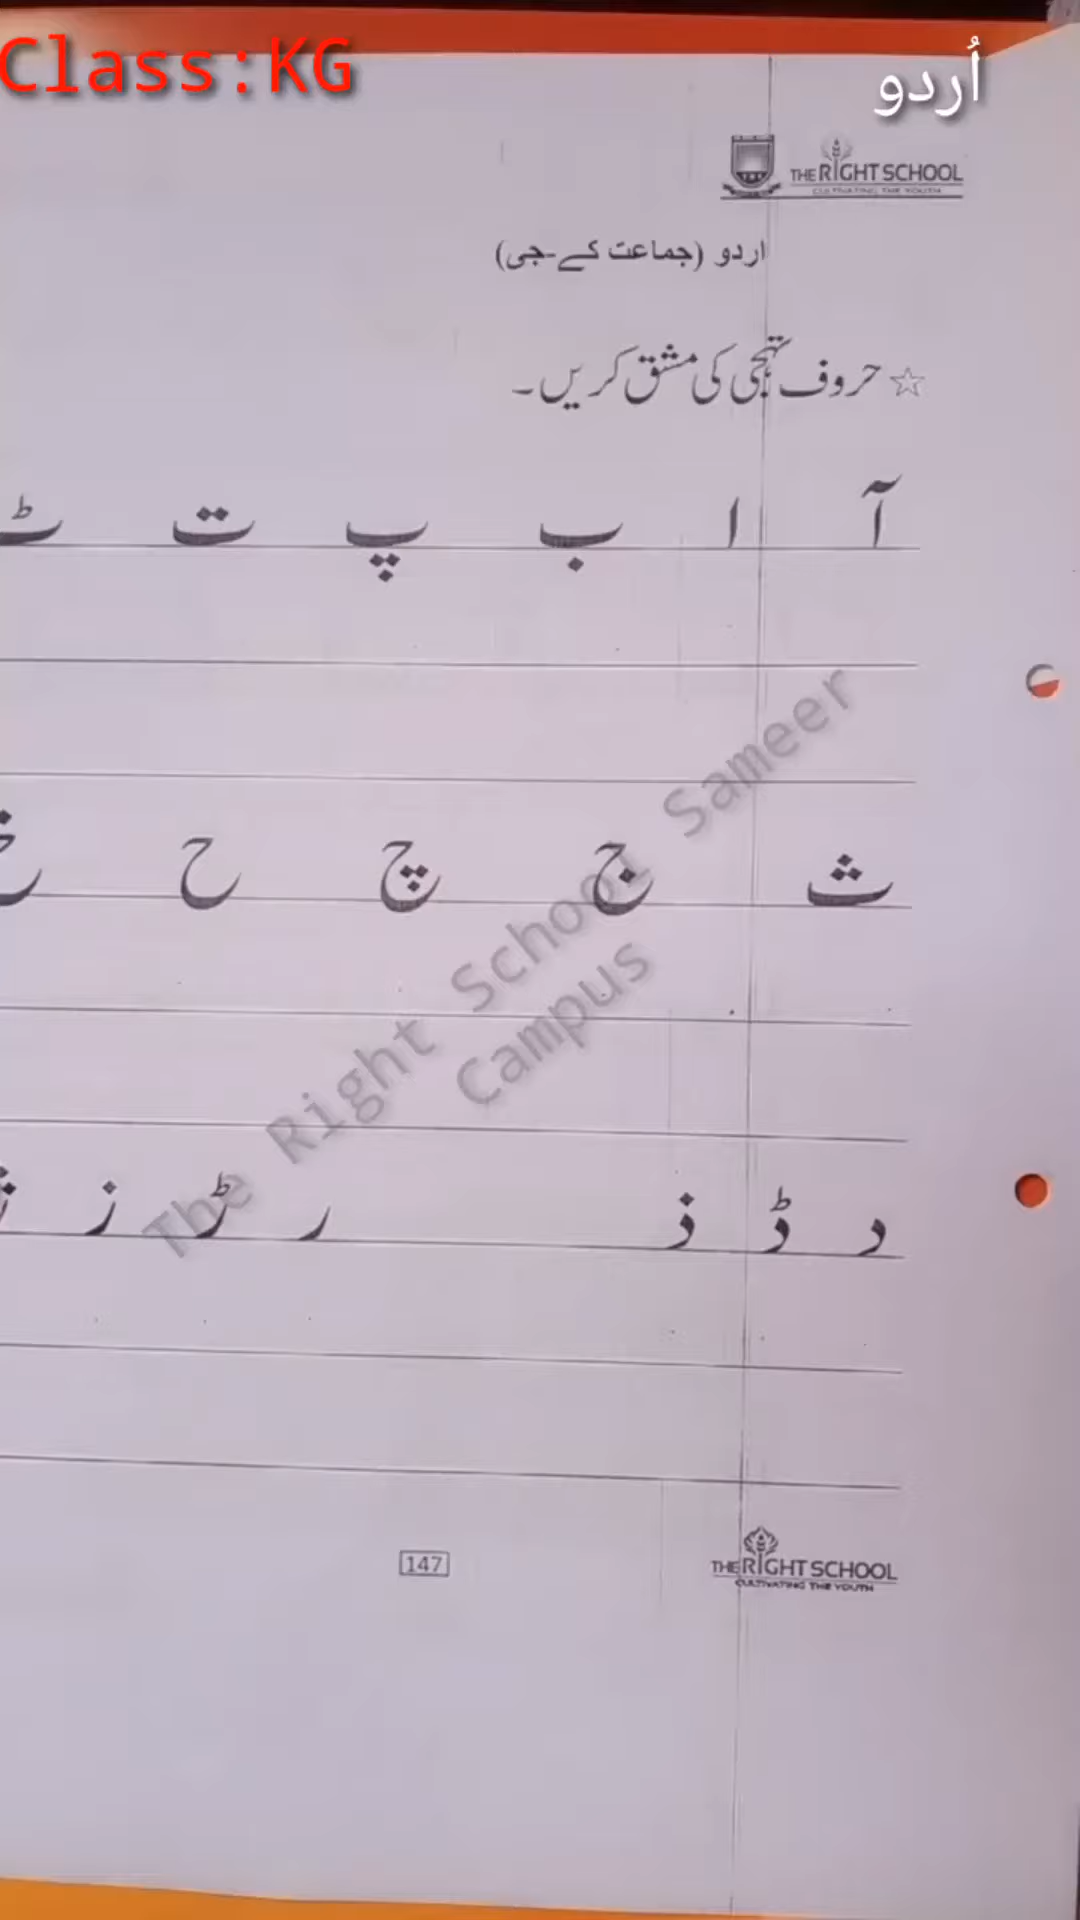 Class:KG
اُردو
THE RIGHT SCHOOL
CULTIVATING THE YOUTH
اردو (جماعت کے-جی)
☆ حروف تہجی کی مشق کریں۔
آ ا ب پ ت ٹ
ث ج چ ح خ
د ڈ ذ ر ڑ ز ژ
The Right School Sameer
Campus
147
THE RIGHT SCHOOL
CULTIVATING THE YOUTH